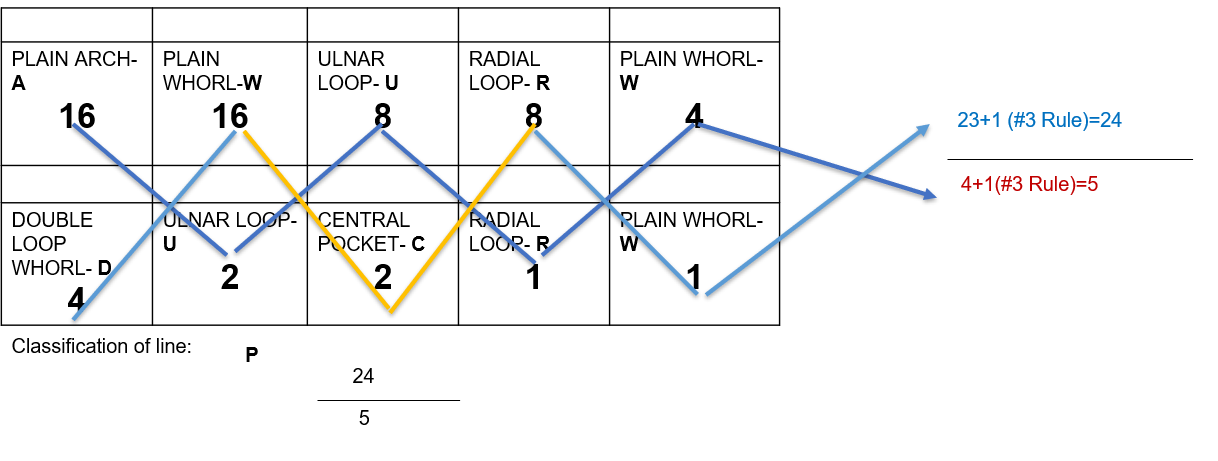 PLAIN ARCH-
A
16
PLAIN
WHORL-W
16
ULNAR
LOOP- U
8
RADIAL
LOOP- R
8
PLAIN WHORL-
W
4
23+1 (#3 Rule)=24
4+1(#3 Rule)=5
DOUBLE
LOOP
WHORL- D
4
ULNAR LOOP-
U
2
CENTRAL
POCKET- C
2
RADIAL
LOOP- R
1
PLAIN WHORL-
W
1
Classification of line:
P
24
5